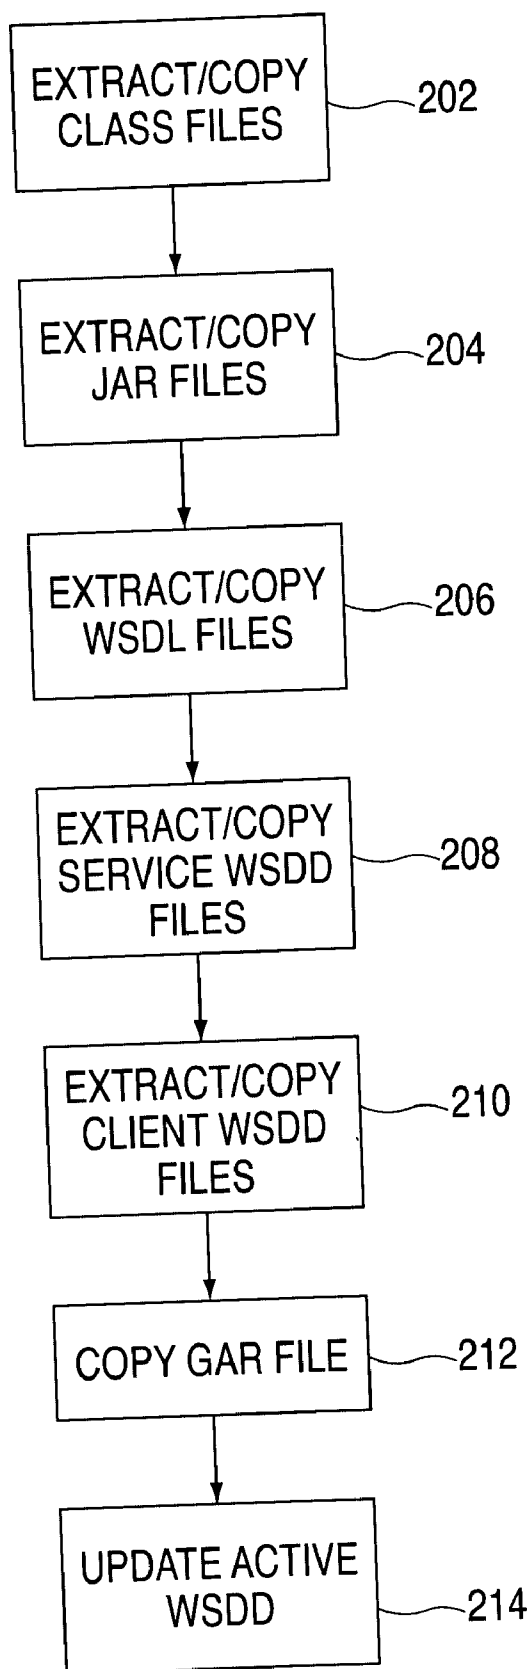 EXTRACT/COPY
CLASS FILES
202
EXTRACT/COPY
JAR FILES
204
EXTRACT/COPY
WSDL FILES
206
EXTRACT/COPY
SERVICE WSDD
FILES
208
EXTRACT/COPY
CLIENT WSDD
FILES
210
COPY GAR FILE
212
UPDATE ACTIVE
WSDD
214